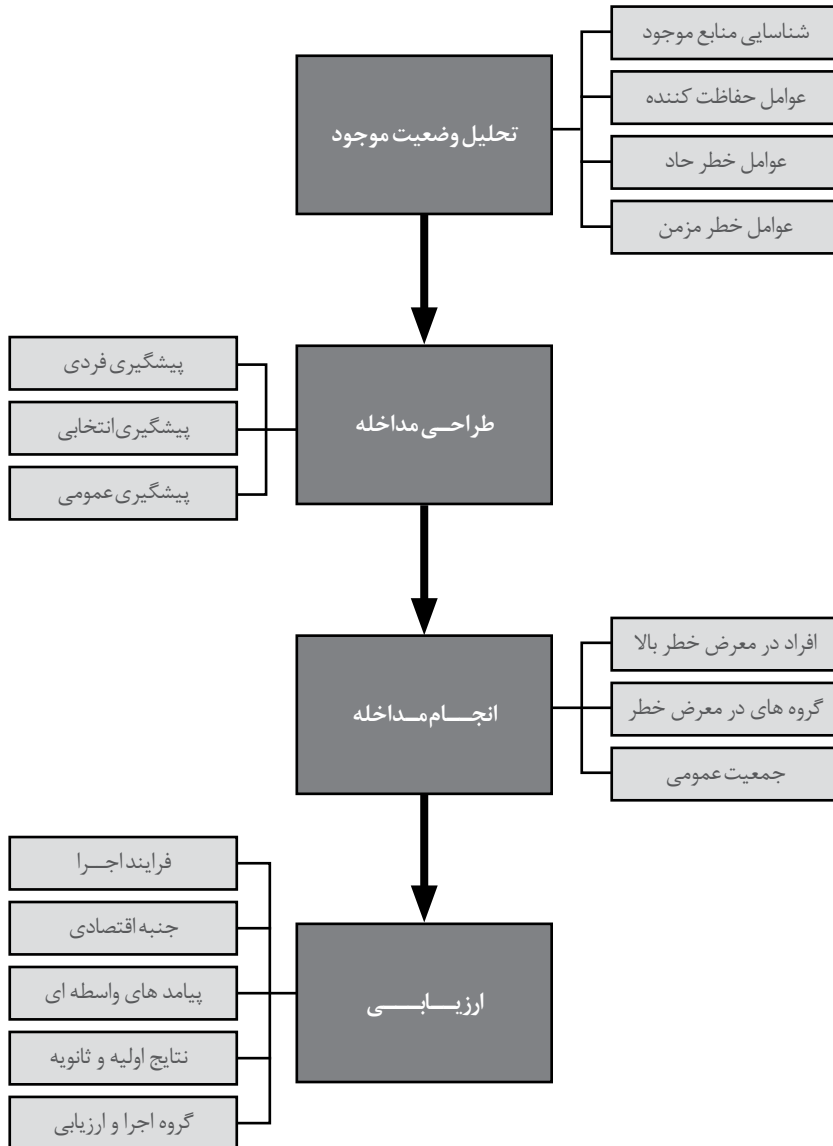 تحلیل وضعیت موجود
شناسایی منابع موجود
عوامل حفاظت کننده
عوامل خطر حاد
عوامل خطر مزمن
طراحی مداخله
پیشگیری فردی
پیشگیری انتخابی
پیشگیری عمومی
انجام مداخله
افراد در معرض خطر بالا
گروه های در معرض خطر
جمعیت عمومی
ارزیابی
فرایند اجرا
جنبه اقتصادی
پیامد های واسطه ای
نتایج اولیه و ثانویه
گروه اجرا و ارزیابی